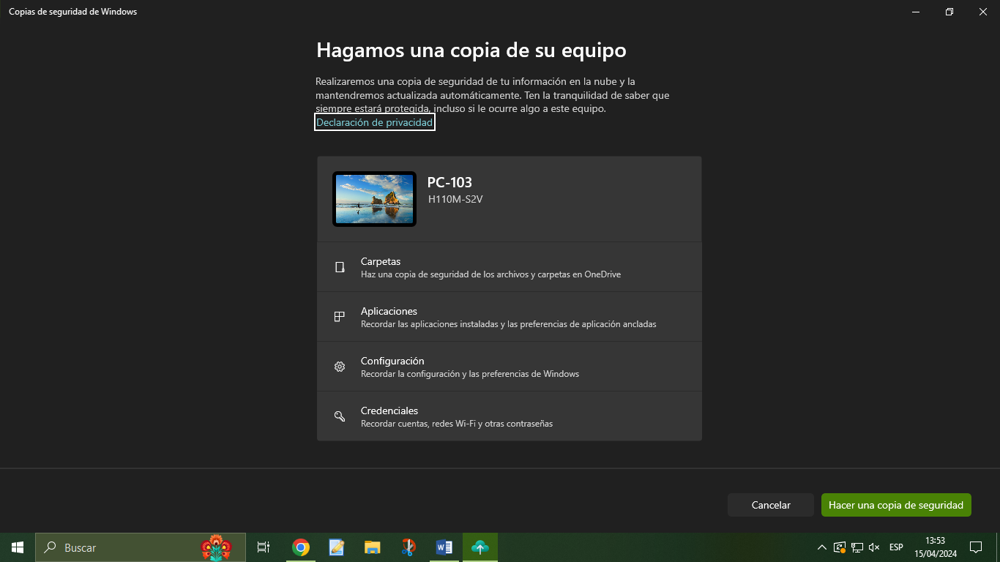 Copias de seguridad de Windows
Hagamos una copia de su equipo
Realizaremos una copia de seguridad de tu información en la nube y la
mantendremos actualizada automáticamente. Ten la tranquilidad de saber que
siempre estará protegida, incluso si le ocurre algo a este equipo.
Declaración de privacidad
PC-103
H110M-S2V
Carpetas
Haz una copia de seguridad de los archivos y carpetas en OneDrive
Aplicaciones
Recordar las aplicaciones instaladas y las preferencias de aplicación ancladas
Configuración
Recordar la configuración y las preferencias de Windows
Credenciales
Recordar cuentas, redes Wi-Fi y otras contraseñas
Cancelar
Hacer una copia de seguridad
Buscar
ESP
13:53
15/04/2024